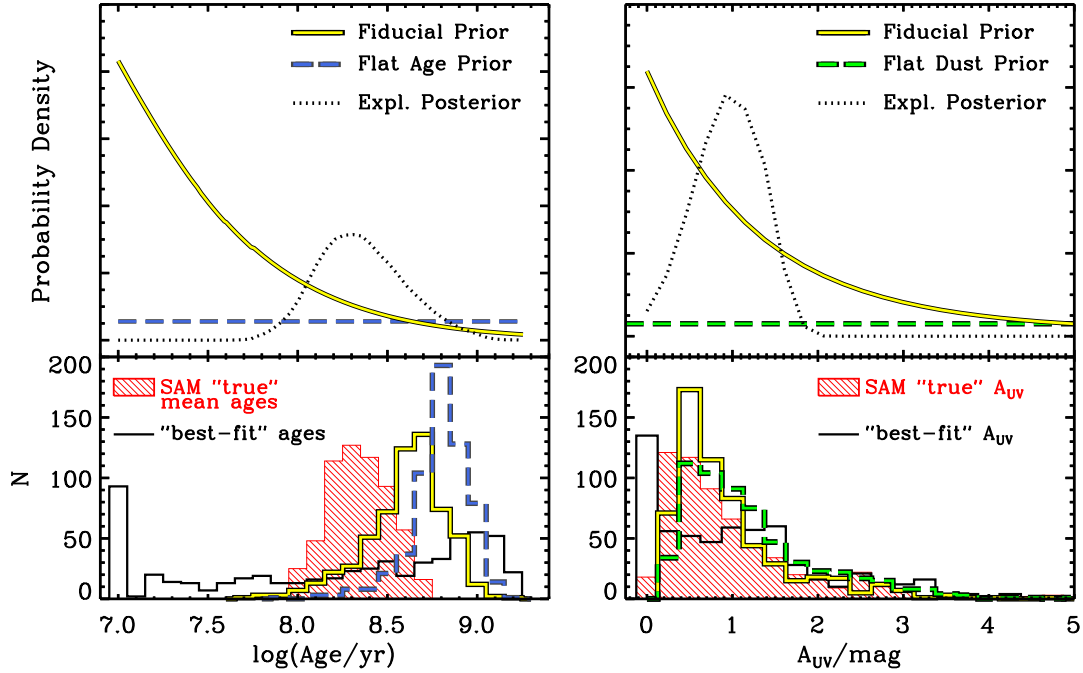 Probability Density
Fiducial Prior
Flat Age Prior
Expl. Posterior
Fiducial Prior
Flat Dust Prior
Expl. Posterior
N
200
150
100
50
0
SAM "true"
mean ages
"best-fit" ages
7.0 7.5 8.0 8.5 9.0
log(Age/yr)
200
150
100
50
0
SAM "true" A_UV
"best-fit" A_UV
0 1 2 3 4 5
A_UV/mag